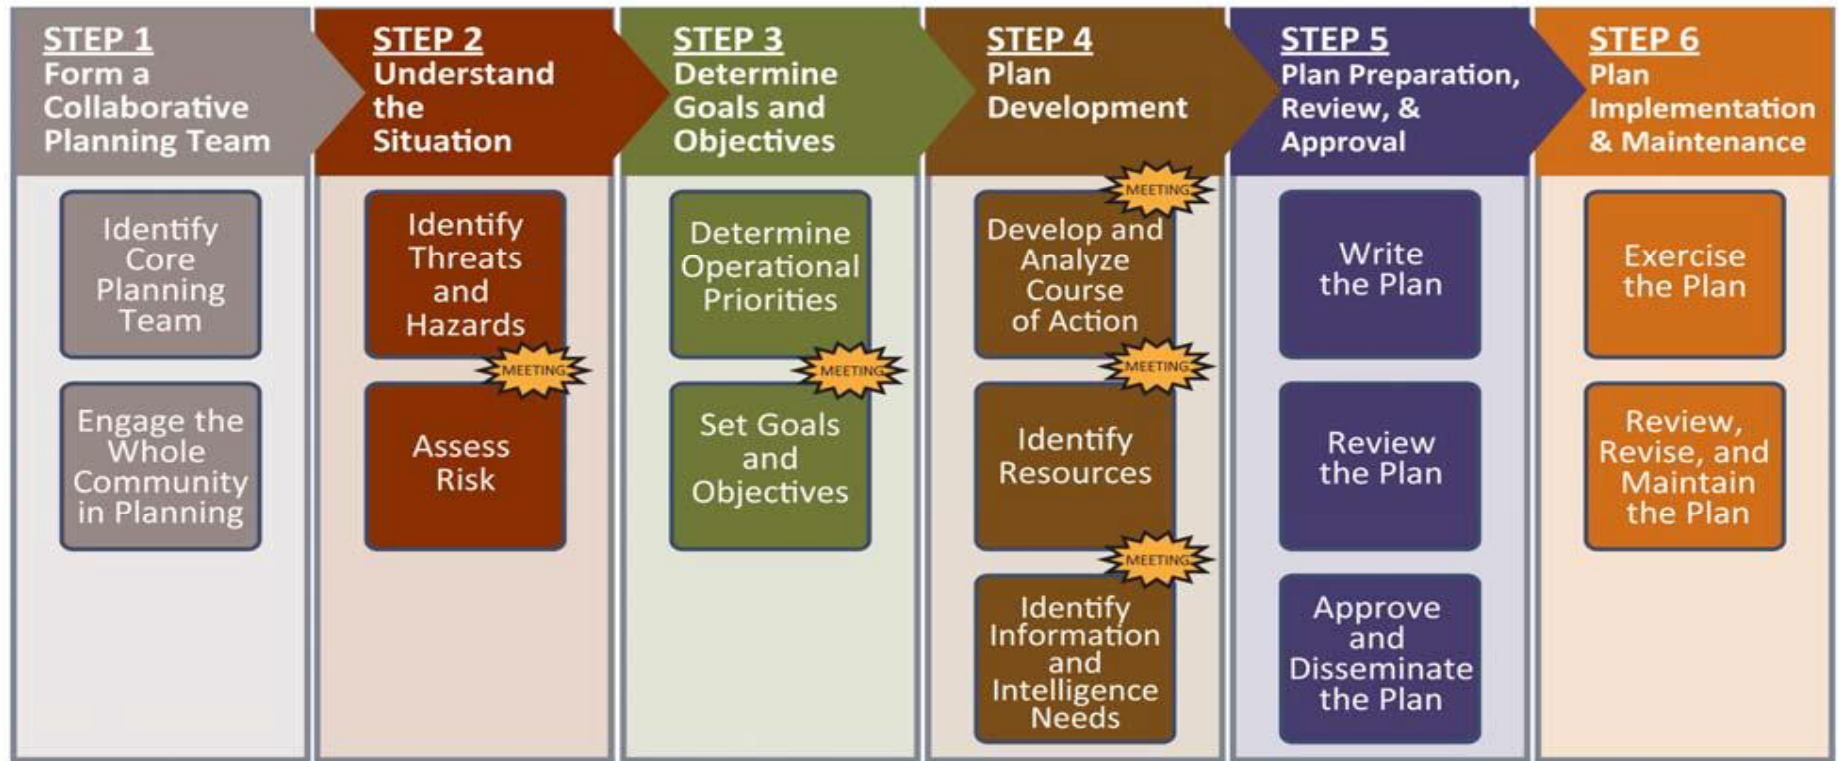 STEP 1
Form a
Collaborative
Planning Team
Identify
Core
Planning
Team
Engage the
Whole
Community
in Planning
STEP 2
Understand
the
Situation
Identify
Threats
and
Hazards
MEETING
Assess
Risk
STEP 3
Determine
Goals and
Objectives
Determine
Operational
Priorities
MEETING
Set Goals
and
Objectives
STEP 4
Plan
Development
MEETING
Develop and
Analyze
Course
of Action
MEETING
Identify
Resources
MEETING
Identify
Information
and
Intelligence
Needs
STEP 5
Plan Preparation,
Review, &
Approval
Write
the Plan
Review
the Plan
Approve
and
Disseminate
the Plan
STEP 6
Plan
Implementation
& Maintenance
Exercise
the Plan
Review,
Revise, and
Maintain
the Plan